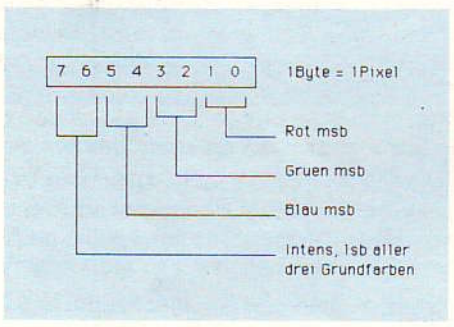 7 6 5 4 3 2 1 0
1Byte = 1Pixel
Rot msb
Gruen msb
Blau msb
Intens, lsb aller
drei Grundfarben